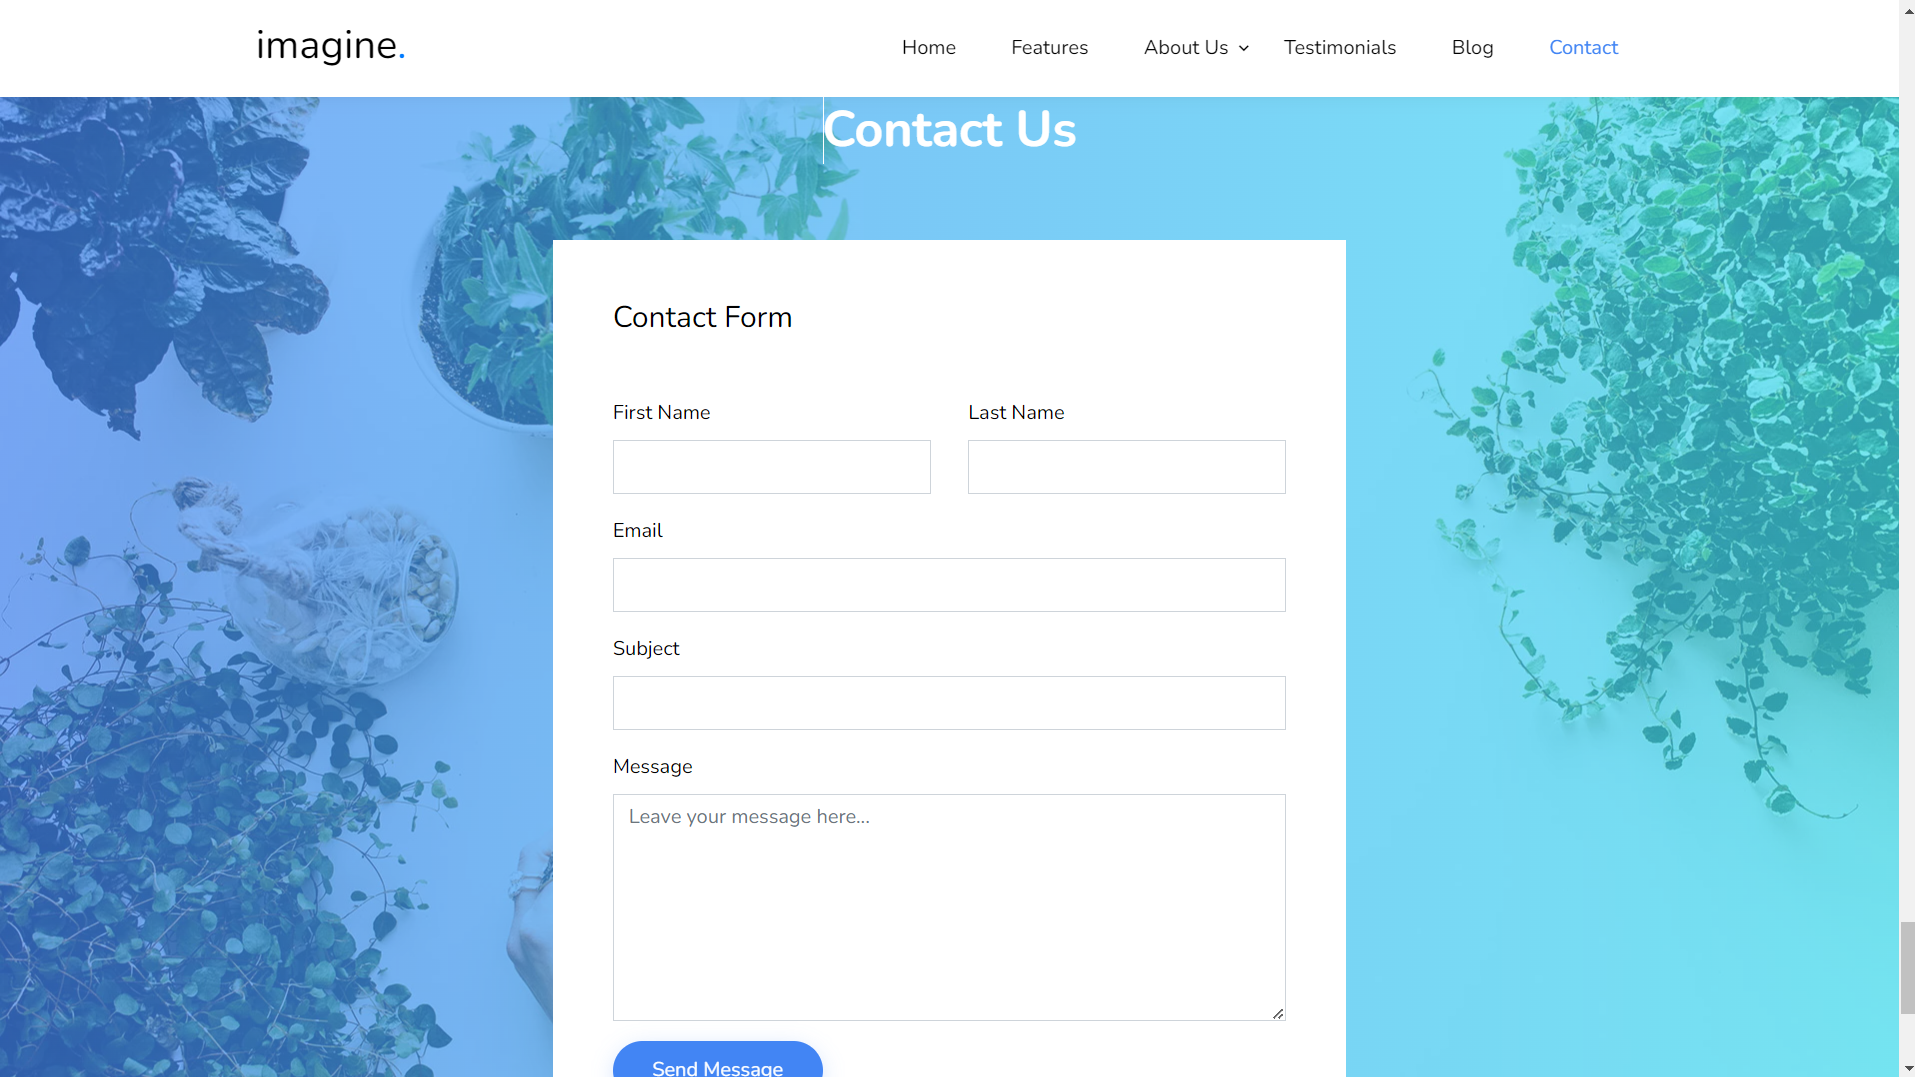 imagine.
Home Features About Us Testimonials Blog Contact
Contact Us
Contact Form
First Name Last Name
Email
Subject
Message
Leave your message here...
Send Message